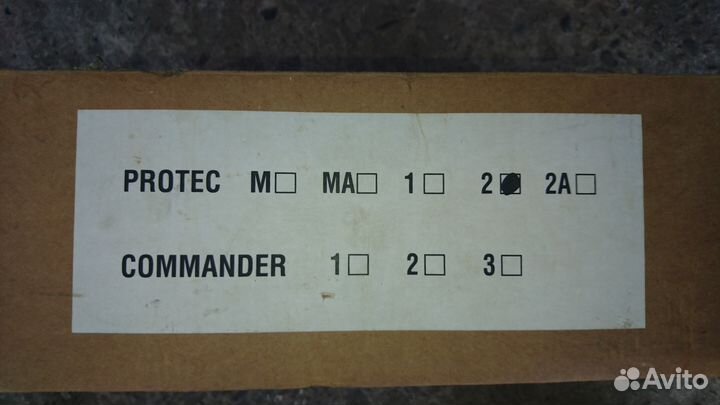 PROTEC M☐ MA☐ 1☐ 2☒ 2A☐
COMMANDER 1☐ 2☐ 3☐
Avito